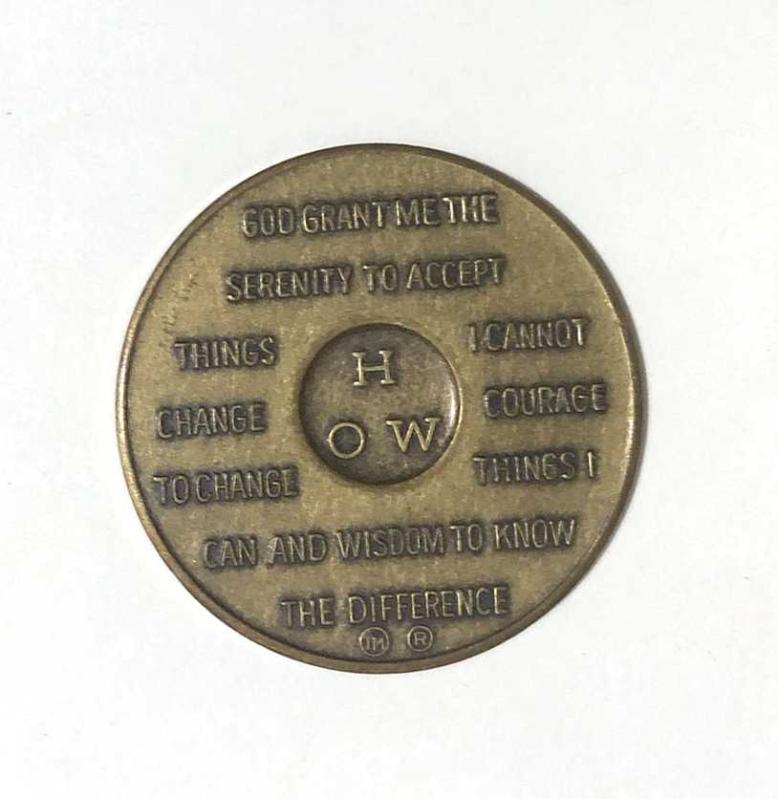 GOD GRANT ME THE
SERENITY TO ACCEPT
THINGS I CANNOT
CHANGE COURAGE
TO CHANGE THINGS I
CAN AND WISDOM TO KNOW
THE DIFFERENCE
H
O W
TM R